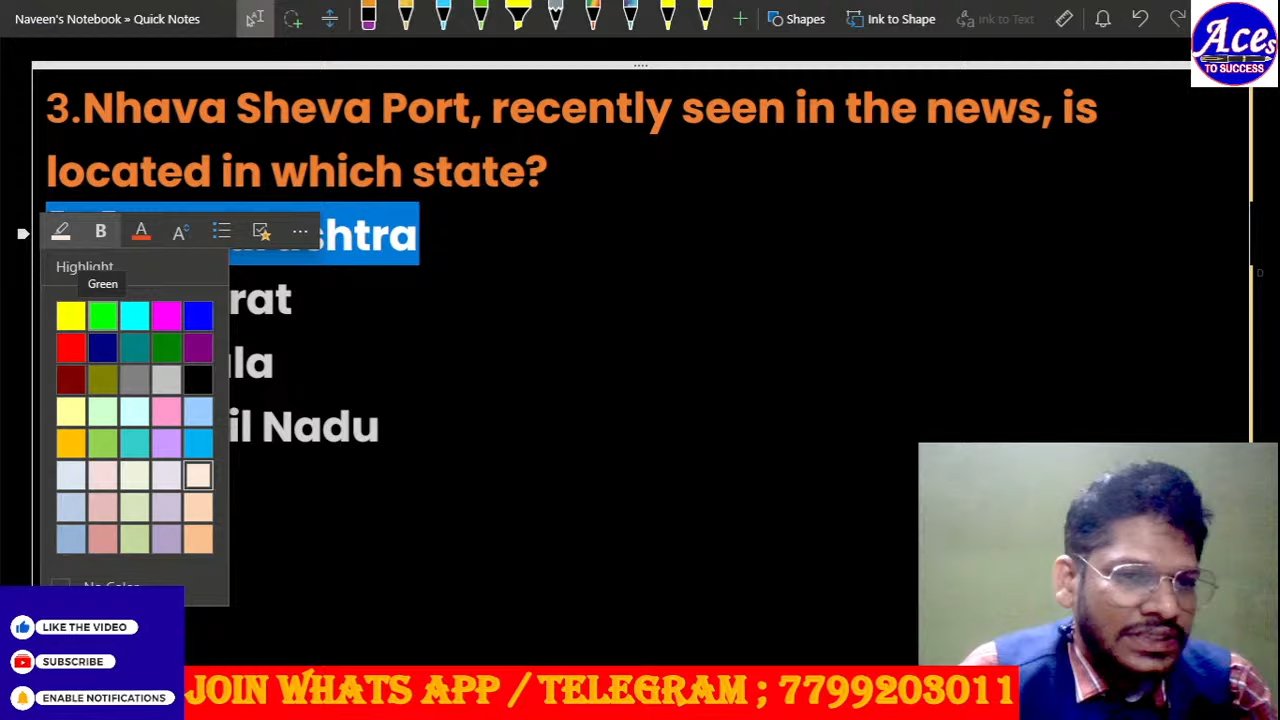 Naveen's Notebook » Quick Notes
Shapes
Ink to Shape
Ink to Text
Aces
TO SUCCESS
3.Nhava Sheva Port, recently seen in the news, is
located in which state?
shtra
B
A
A
Highlight
Green
rat
la
il Nadu
D
LIKE THE VIDEO
SUBSCRIBE
ENABLE NOTIFICATIONS
JOIN WHATS APP / TELEGRAM ; 7799203011